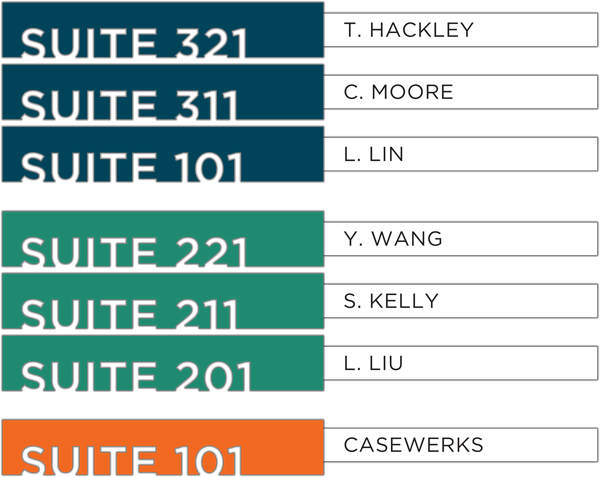 SUITE 321 T. HACKLEY
SUITE 311 C. MOORE
SUITE 101 L. LIN
SUITE 221 Y. WANG
SUITE 211 S. KELLY
SUITE 201 L. LIU
SUITE 101 CASEWERKS